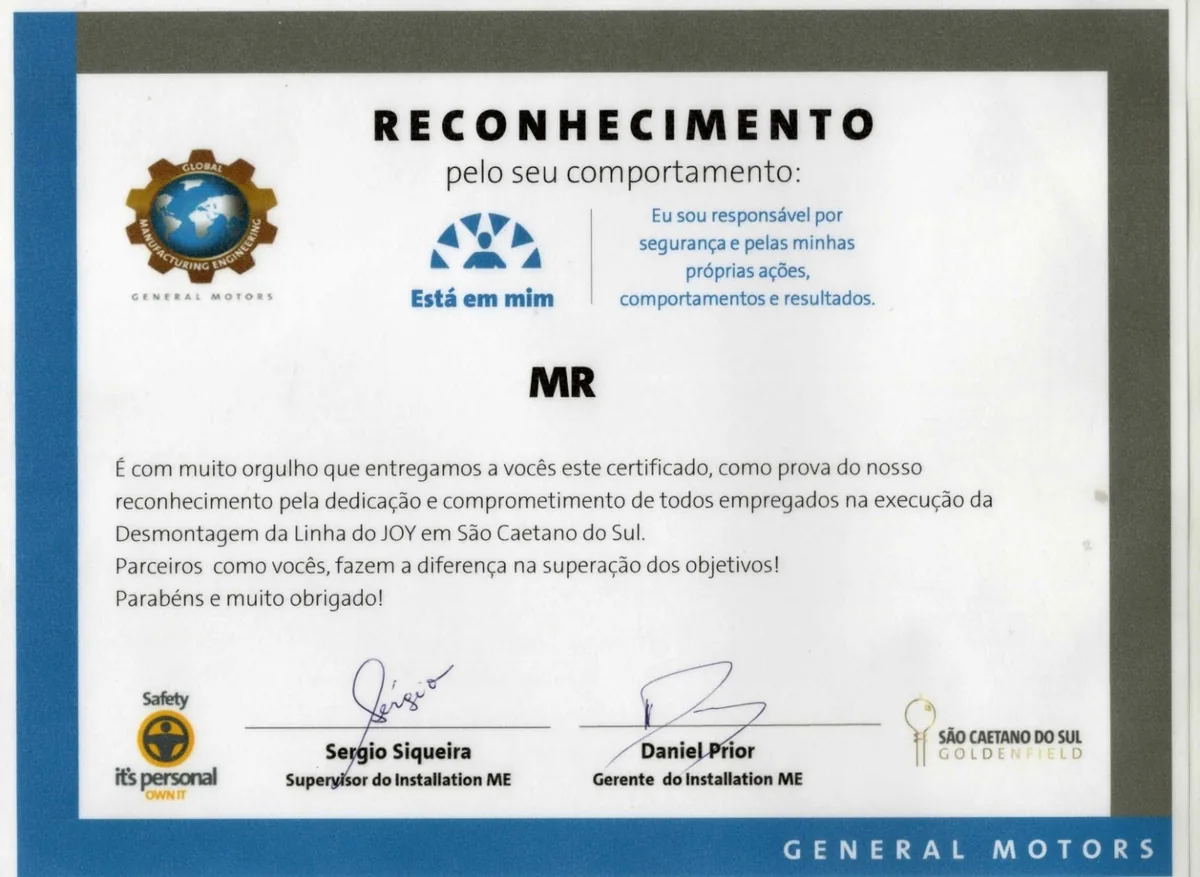 RECONHECIMENTO
pelo seu comportamento:
GLOBAL
MANUFACTURING ENGINEERING
GENERAL MOTORS
Está em mim
Eu sou responsável por
segurança e pelas minhas
próprias ações,
comportamentos e resultados.
MR
É com muito orgulho que entregamos a vocês este certificado, como prova do nosso
reconhecimento pela dedicação e comprometimento de todos empregados na execução da
Desmontagem da Linha do JOY em São Caetano do Sul.
Parceiros como vocês, fazem a diferença na superação dos objetivos!
Parabéns e muito obrigado!
Safety
it's personal
OWN IT
Sérgio
Sergio Siqueira
Supervisor do Installation ME
Daniel Prior
Gerente do Installation ME
SÃO CAETANO DO SUL
GOLDENFIELD
GENERAL MOTORS